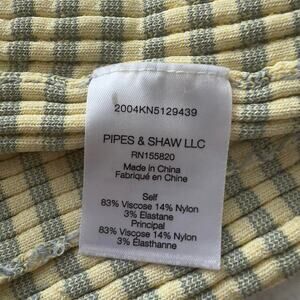 2004KN5129439
PIPES & SHAW LLC
RN155820
Made in China
Fabriqué en Chine
Self
83% Viscose 14% Nylon
3% Elastane
Principal
83% Viscose 14% Nylon
3% Élasthanne